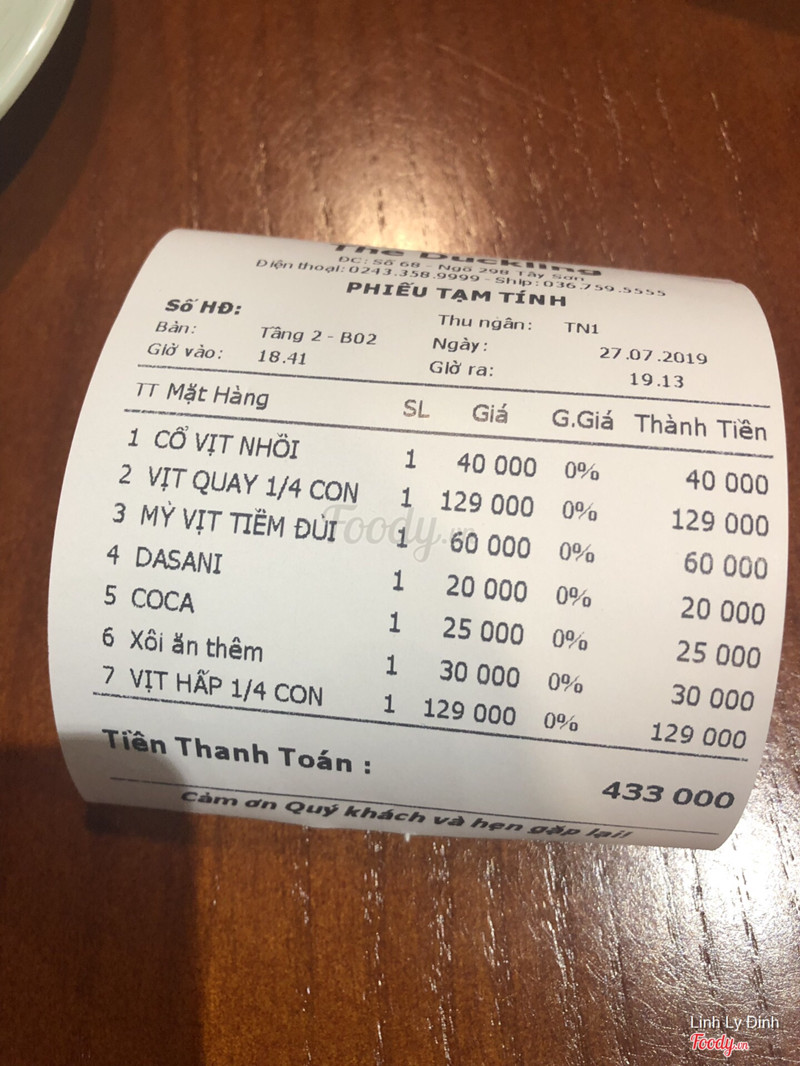 The Duckling
ĐC: Số 68 - Ngõ 298 Tây Sơn
Điện thoại: 0243.358.9999 - Ship: 036.759.5555
PHIẾU TẠM TÍNH
Số HĐ: Thu ngân: TN1
Bàn: Tầng 2 - B02 Ngày: 27.07.2019
Giờ vào: 18.41 Giờ ra: 19.13
TT Mặt Hàng SL Giá G.Giá Thành Tiền
1 CỔ VỊT NHỒI 1 40 000 0% 40 000
2 VỊT QUAY 1/4 CON 1 129 000 0% 129 000
3 MỲ VỊT TIỀM ĐÙI 1 60 000 0% 60 000
4 DASANI 1 20 000 0% 20 000
5 COCA 1 25 000 0% 25 000
6 Xôi ăn thêm 1 30 000 0% 30 000
7 VỊT HẤP 1/4 CON 1 129 000 0% 129 000
Tiền Thanh Toán : 433 000
Cảm ơn Quý khách và hẹn gặp lại!
Foody.vn
Linh Ly Đinh
Foody.vn